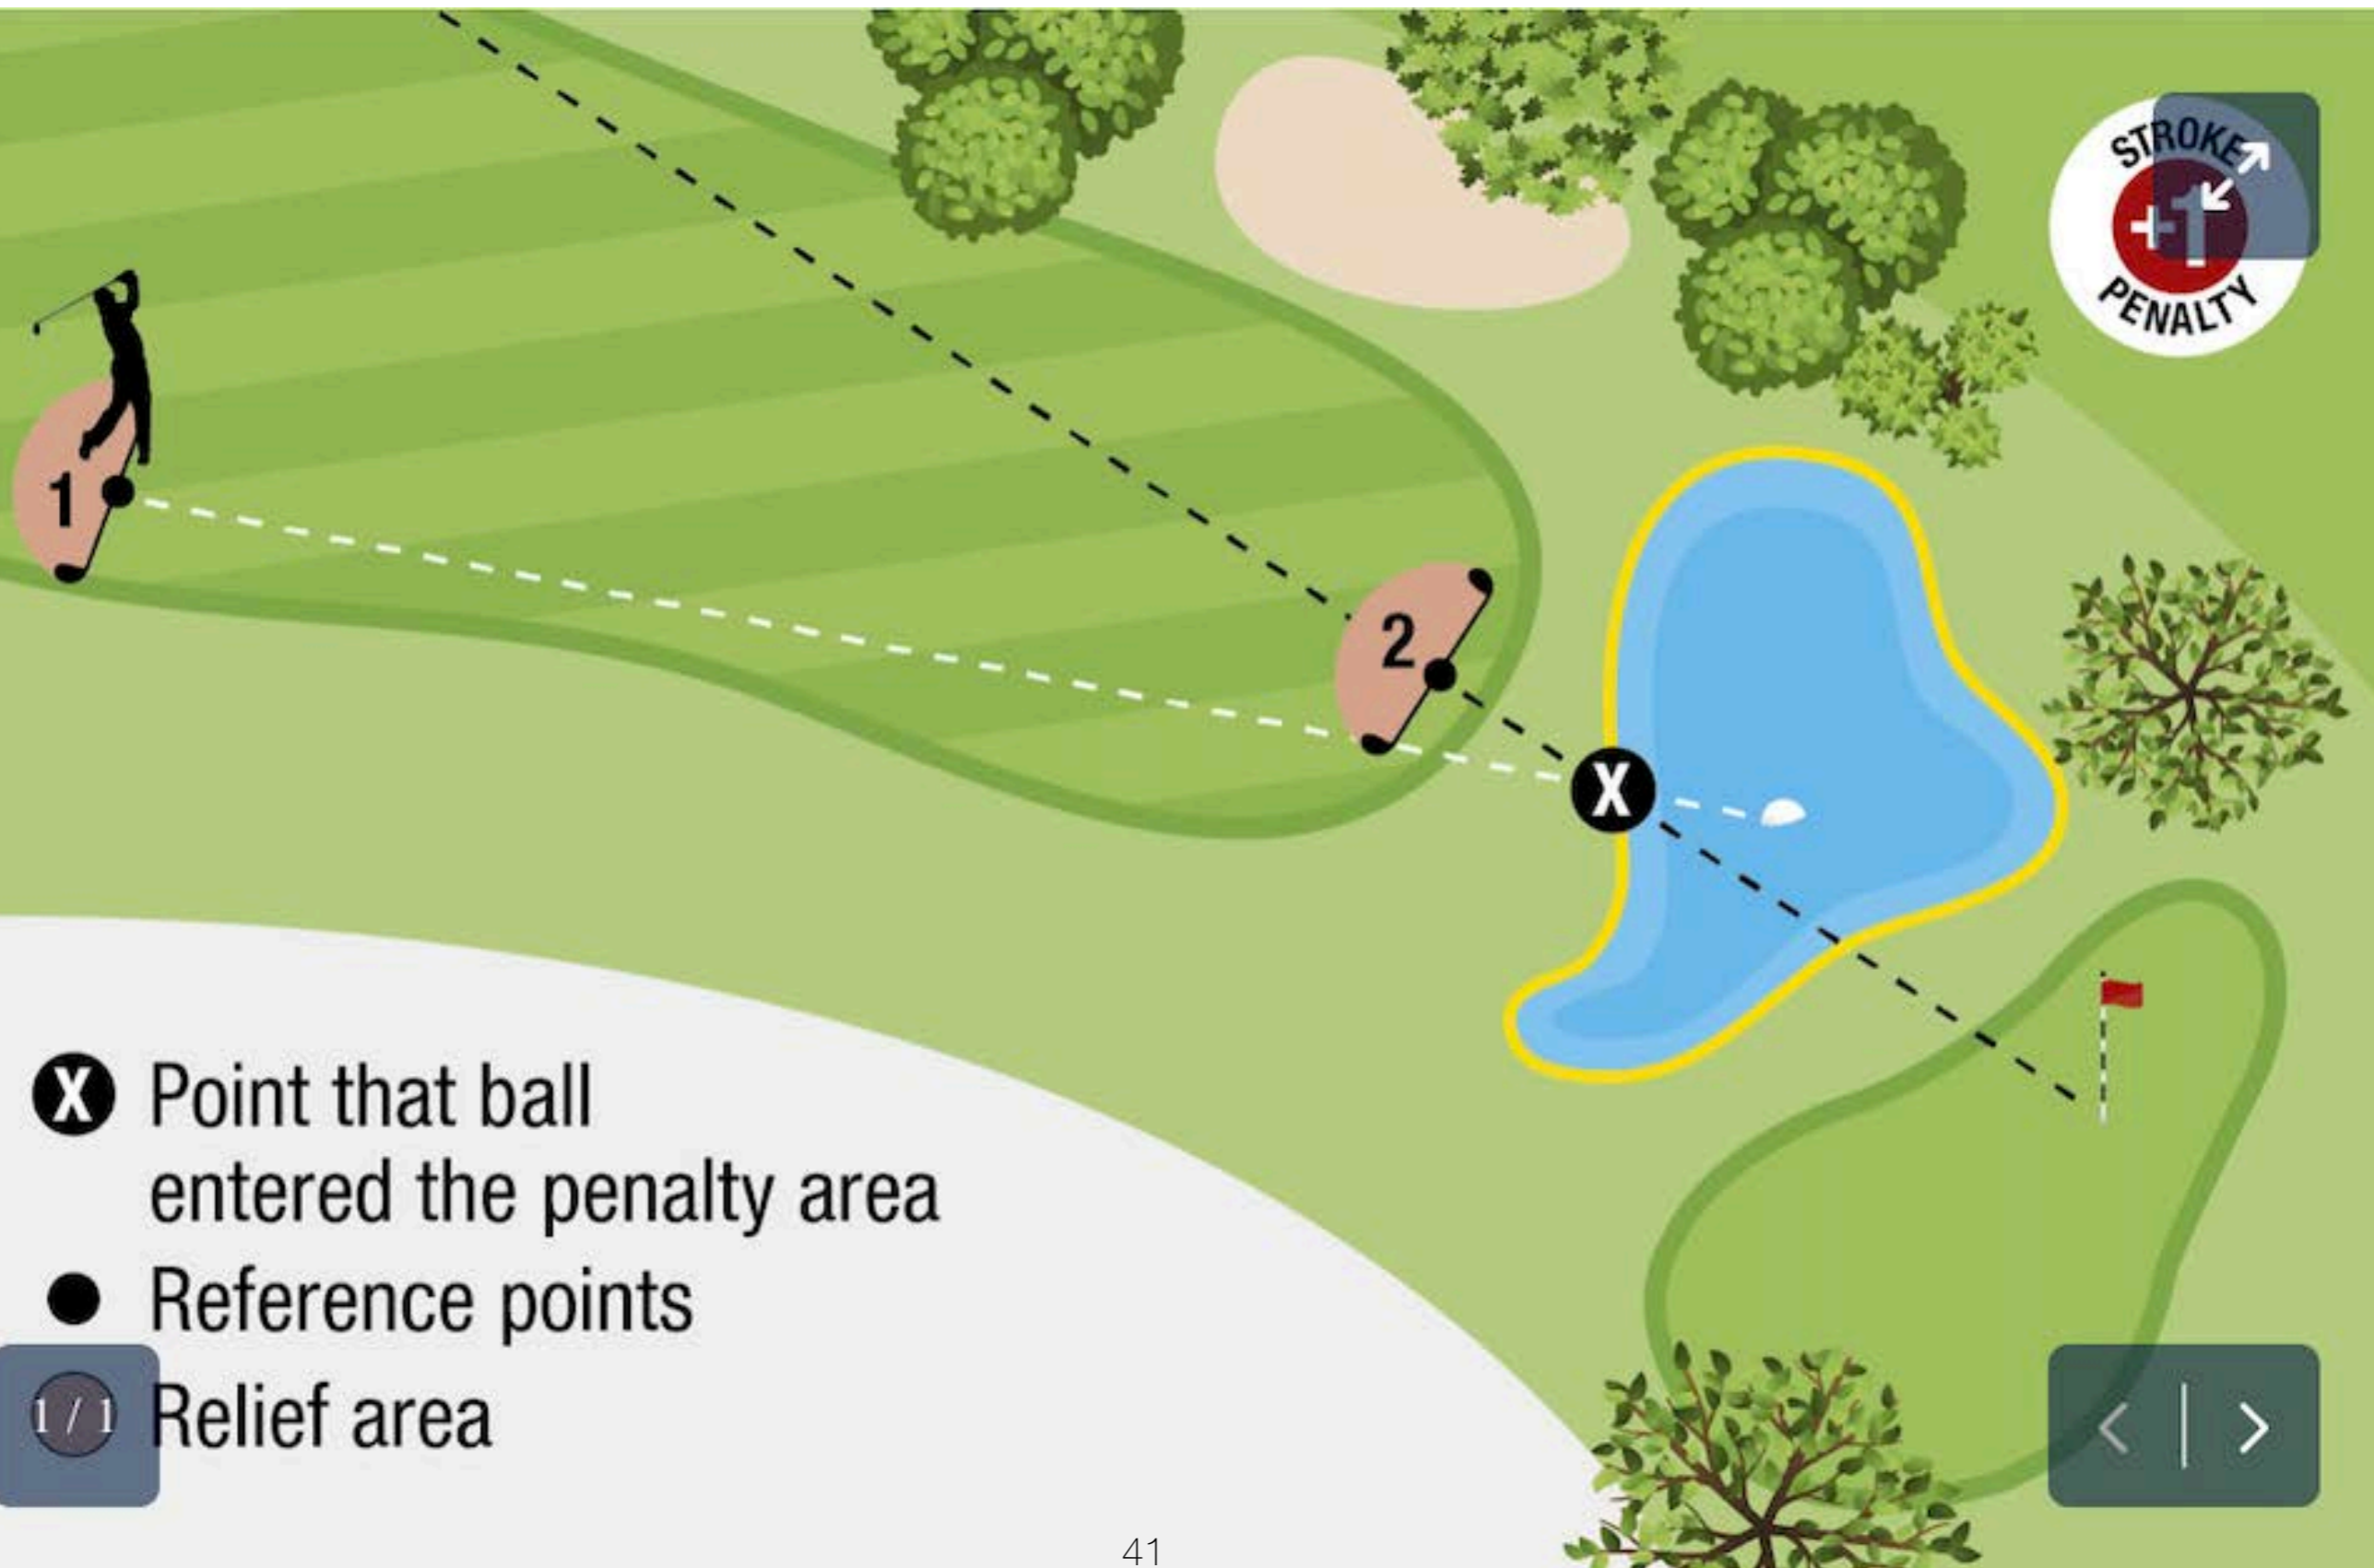 STROKE
+1
PENALTY
1
2
X
X Point that ball
entered the penalty area
Reference points
1 / 1 Relief area
41